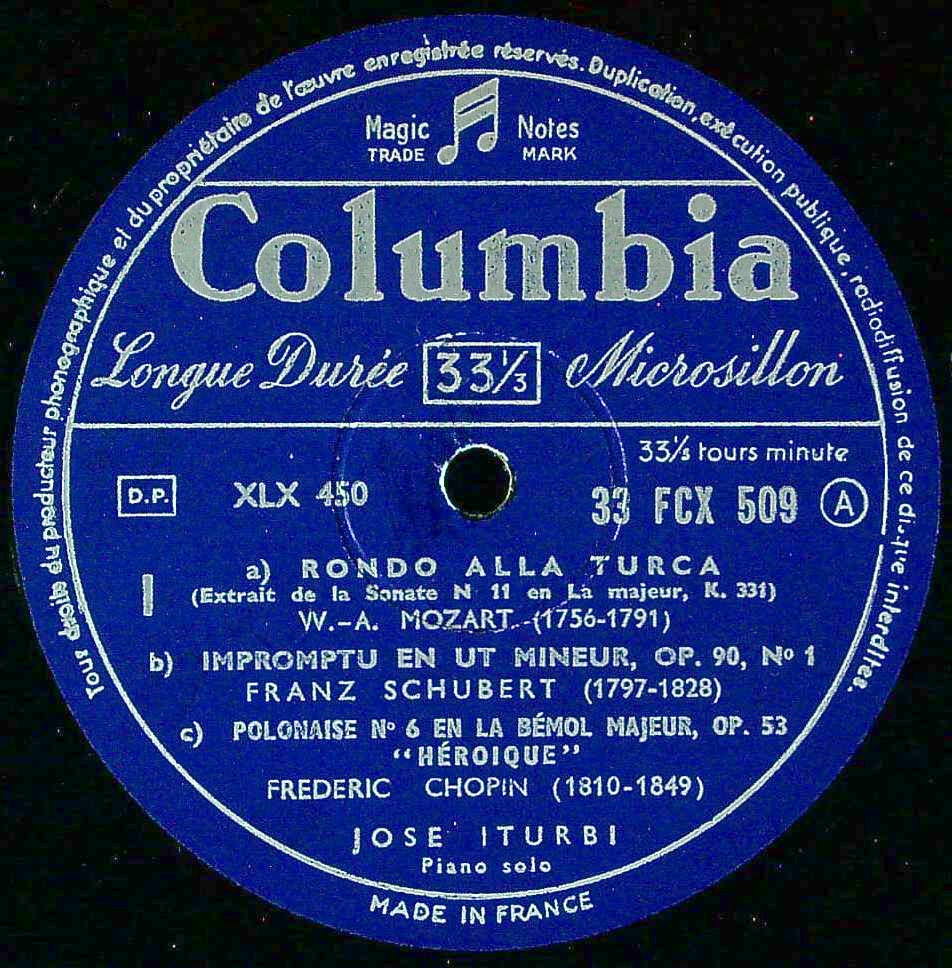 Tous droits du producteur phonographique et du propriétaire de l'œuvre enregistrée réservés. Duplication, exécution publique, radiodiffusion de ce disque interdites.
Magic Notes
TRADE MARK
Columbia
Longue Durée 33⅓ Microsillon
33⅓ tours minute
D.P. XLX 450 33 FCX 509 A
I a) RONDO ALLA TURCA
(Extrait de la Sonate N 11 en La majeur, K. 331)
W.-A. MOZART (1756-1791)
b) IMPROMPTU EN UT MINEUR, OP. 90, Nº 1
FRANZ SCHUBERT (1797-1828)
c) POLONAISE Nº 6 EN LA BÉMOL MAJEUR, OP. 53
"HÉROIQUE"
FREDERIC CHOPIN (1810-1849)
JOSE ITURBI
Piano solo
MADE IN FRANCE